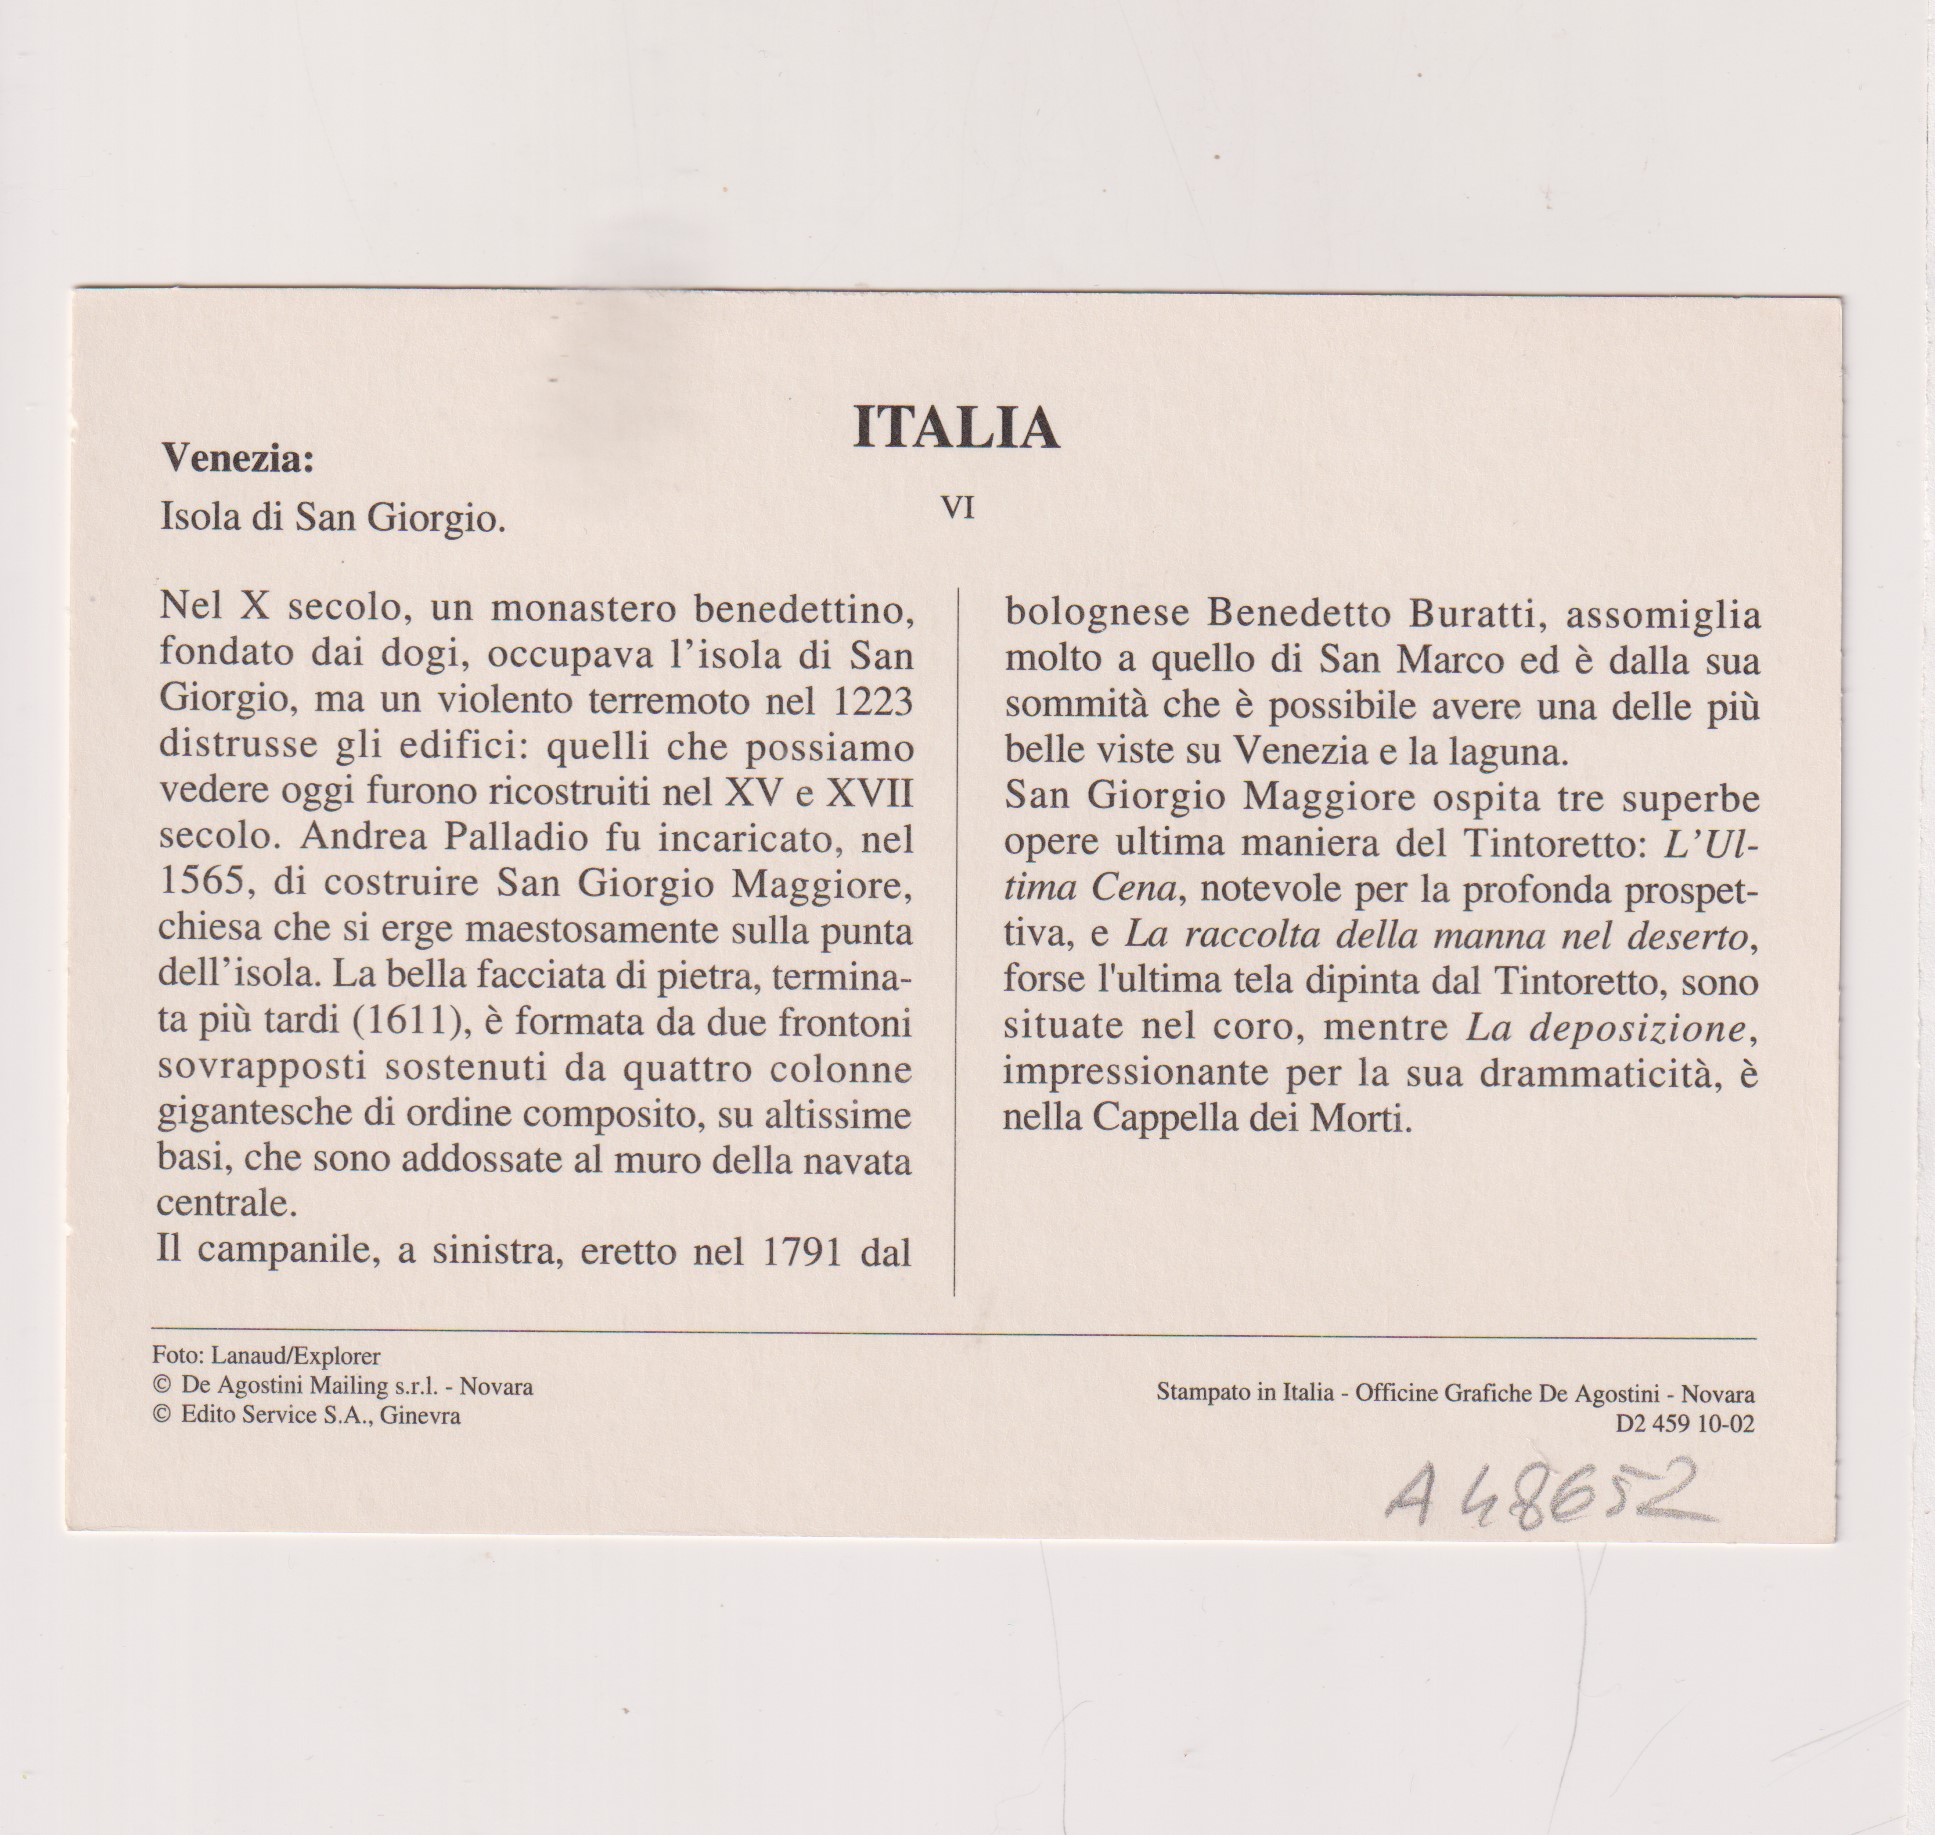 ITALIA
VI
Venezia:
Isola di San Giorgio.
Nel X secolo, un monastero benedettino,
fondato dai dogi, occupava l’isola di San
Giorgio, ma un violento terremoto nel 1223
distrusse gli edifici: quelli che possiamo
vedere oggi furono ricostruiti nel XV e XVII
secolo. Andrea Palladio fu incaricato, nel
1565, di costruire San Giorgio Maggiore,
chiesa che si erge maestosamente sulla punta
dell’isola. La bella facciata di pietra, termina-
ta più tardi (1611), è formata da due frontoni
sovrapposti sostenuti da quattro colonne
gigantesche di ordine composito, su altissime
basi, che sono addossate al muro della navata
centrale.
Il campanile, a sinistra, eretto nel 1791 dal
bolognese Benedetto Buratti, assomiglia
molto a quello di San Marco ed è dalla sua
sommità che è possibile avere una delle più
belle viste su Venezia e la laguna.
San Giorgio Maggiore ospita tre superbe
opere ultima maniera del Tintoretto: L’Ul-
tima Cena, notevole per la profonda prospet-
tiva, e La raccolta della manna nel deserto,
forse l'ultima tela dipinta dal Tintoretto, sono
situate nel coro, mentre La deposizione,
impressionante per la sua drammaticità, è
nella Cappella dei Morti.
Foto: Lanaud/Explorer
© De Agostini Mailing s.r.l. - Novara
© Edito Service S.A., Ginevra
Stampato in Italia - Officine Grafiche De Agostini - Novara
D2 459 10-02
A 48652